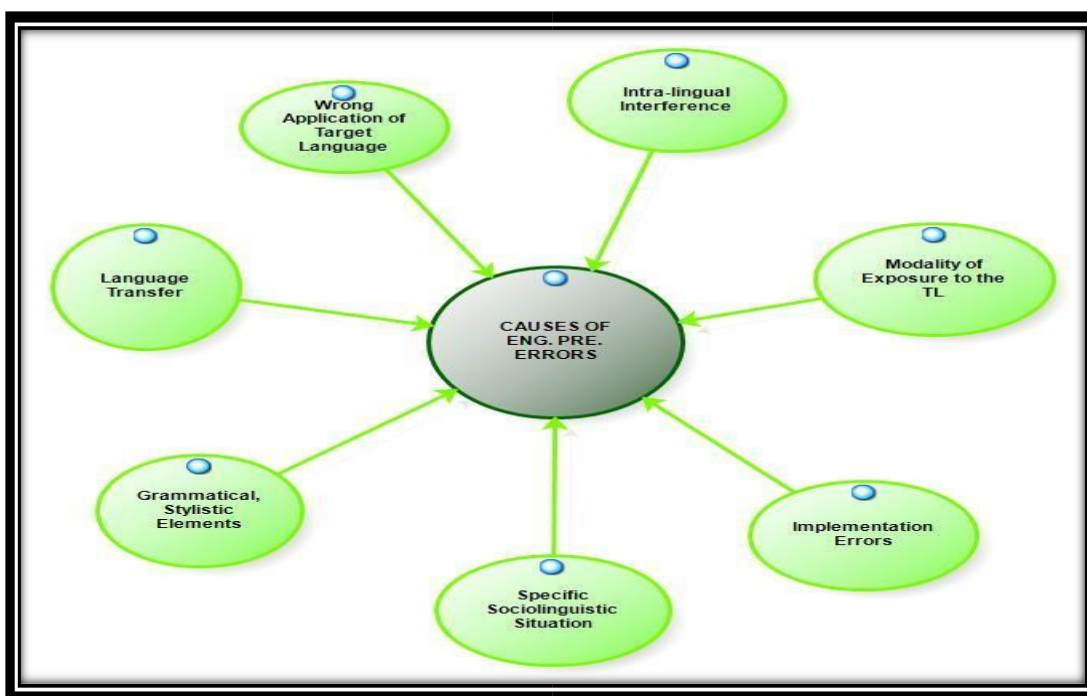 Wrong
Application of
Target
Language
Intra-lingual
Interference
Language
Transfer
Modality of
Exposure to the
TL
CAUSES OF
ENG. PRE.
ERRORS
Grammatical,
Stylistic
Elements
Implementation
Errors
Specific
Sociolinguistic
Situation